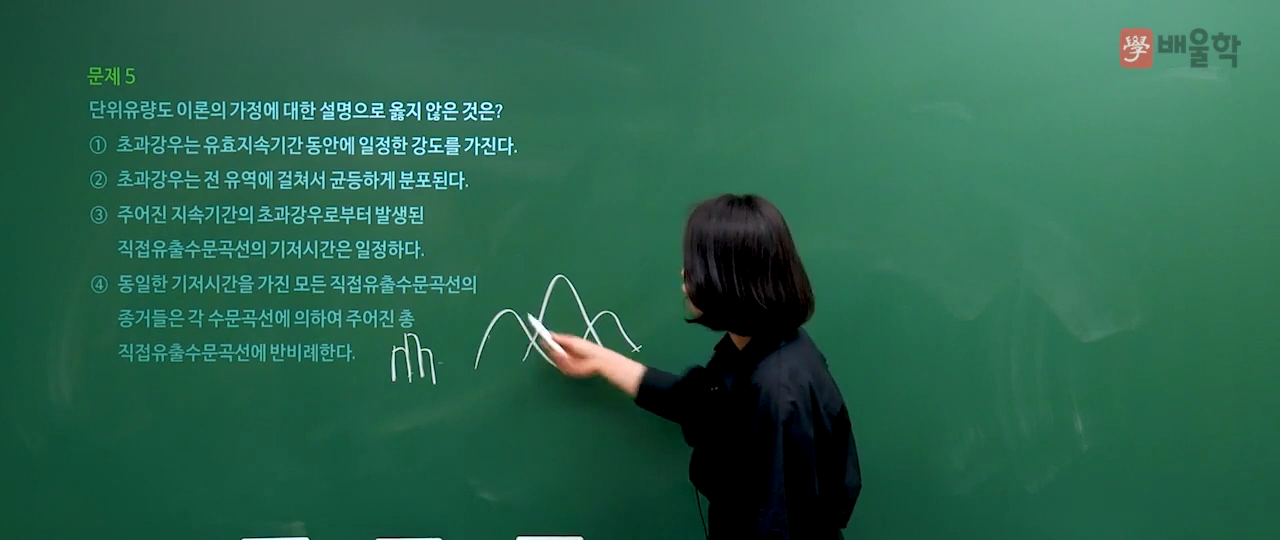 學 배울학
문제 5
단위유량도 이론의 가정에 대한 설명으로 옳지 않은 것은?
① 초과강우는 유효지속기간 동안에 일정한 강도를 가진다.
② 초과강우는 전 유역에 걸쳐서 균등하게 분포된다.
③ 주어진 지속기간의 초과강우로부터 발생된
직접유출수문곡선의 기저시간은 일정하다.
④ 동일한 기저시간을 가진 모든 직접유출수문곡선의
종거들은 각 수문곡선에 의하여 주어진 총
직접유출수문곡선에 반비례한다.